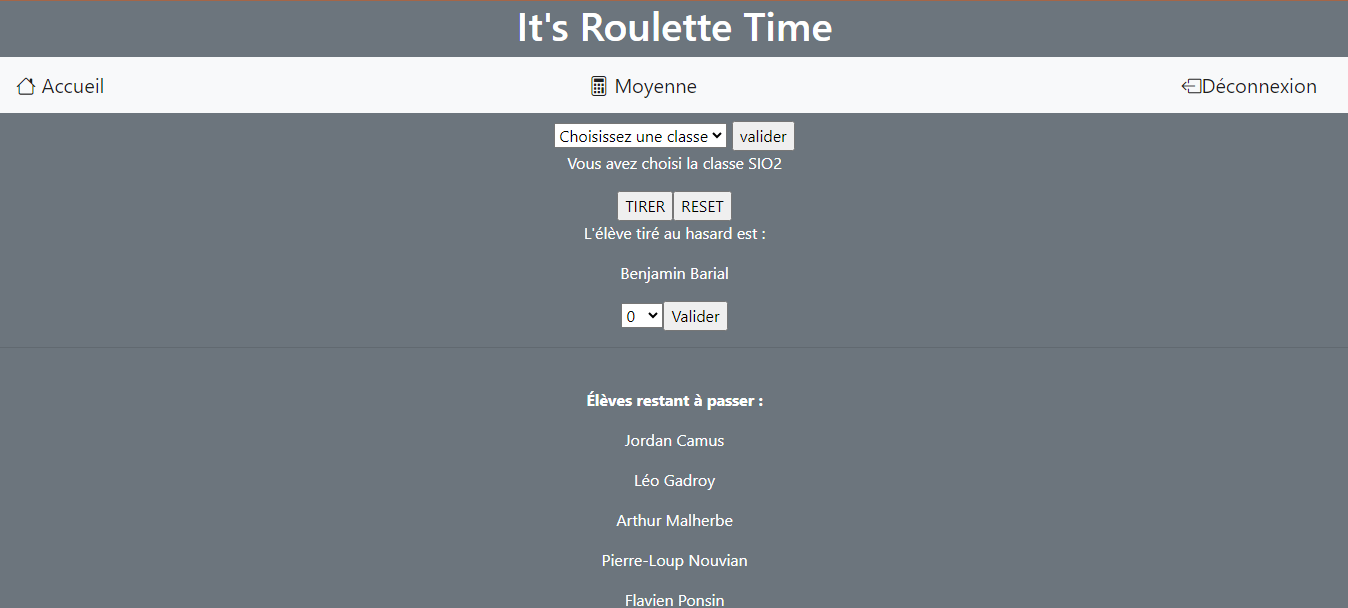 It's Roulette Time
Accueil Moyenne Déconnexion
Choisissez une classe valider
Vous avez choisi la classe SIO2
TIRER RESET
L'élève tiré au hasard est :
Benjamin Barial
0 Valider
Élèves restant à passer :
Jordan Camus
Léo Gadroy
Arthur Malherbe
Pierre-Loup Nouvian
Flavien Ponsin